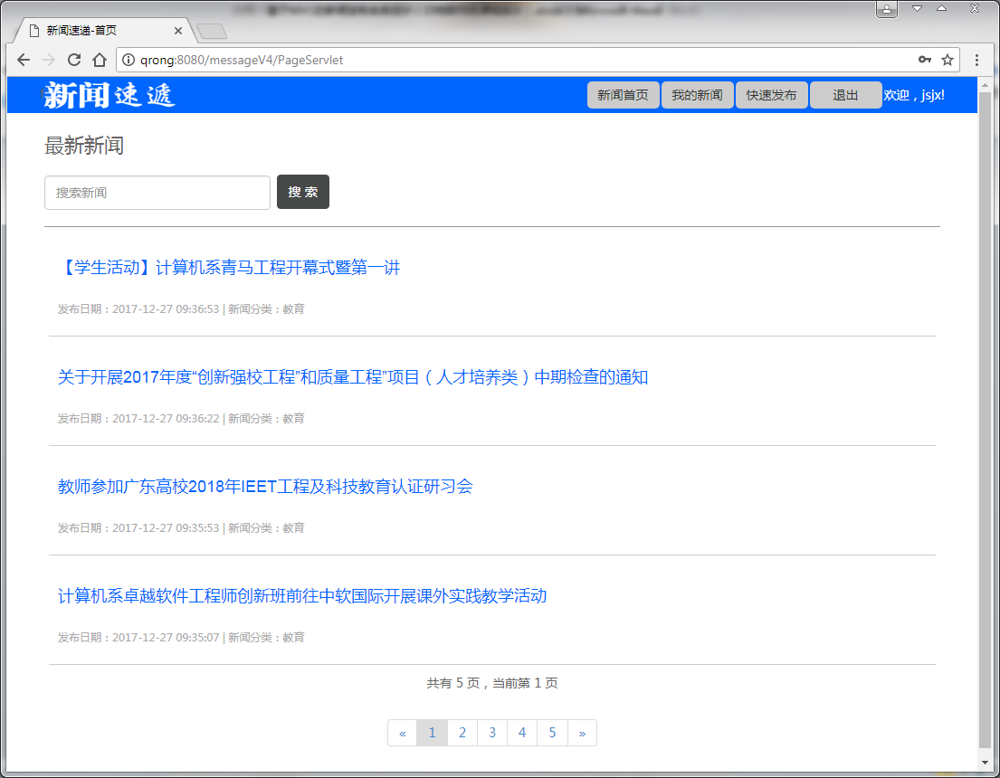 新闻速递-首页
qrong:8080/messageV4/PageServlet
新闻速递
新闻首页 我的新闻 快速发布 退出 欢迎，jsjx!
最新新闻
搜索新闻 搜 索
【学生活动】计算机系青马工程开幕式暨第一讲
发布日期：2017-12-27 09:36:53 | 新闻分类：教育
关于开展2017年度“创新强校工程”和质量工程”项目（人才培养类）中期检查的通知
发布日期：2017-12-27 09:36:22 | 新闻分类：教育
教师参加广东高校2018年IEET工程及科技教育认证研习会
发布日期：2017-12-27 09:35:53 | 新闻分类：教育
计算机系卓越软件工程师创新班前往中软国际开展课外实践教学活动
发布日期：2017-12-27 09:35:07 | 新闻分类：教育
共有 5 页，当前第 1 页
« 1 2 3 4 5 »